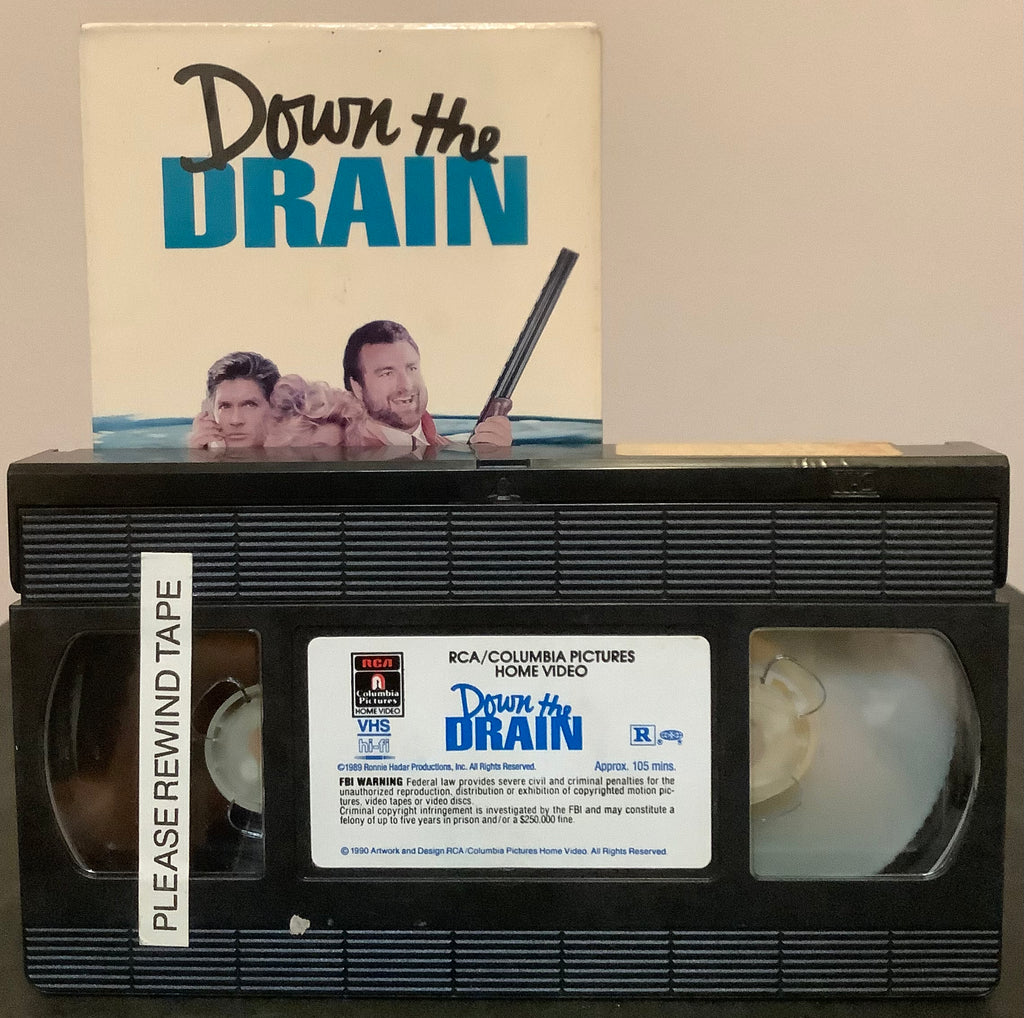 Down the
DRAIN
PLEASE REWIND TAPE
RCA
Columbia
Pictures
HOME VIDEO
VHS
hi-fi
RCA/COLUMBIA PICTURES
HOME VIDEO
Down the
DRAIN
R
©1989 Ronnie Hadar Productions, Inc. All Rights Reserved.
Approx. 105 mins.
FBI WARNING Federal law provides severe civil and criminal penalties for the
unauthorized reproduction, distribution or exhibition of copyrighted motion pic-
tures, video tapes or video discs.
Criminal copyright infringement is investigated by the FBI and may constitute a
felony of up to five years in prison and/or a $250,000 fine.
© 1990 Artwork and Design RCA/Columbia Pictures Home Video. All Rights Reserved.